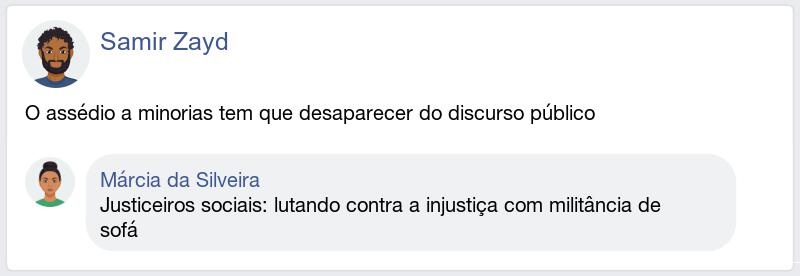 Samir Zayd
O assédio a minorias tem que desaparecer do discurso público
Márcia da Silveira
Justiceiros sociais: lutando contra a injustiça com militância de
sofá